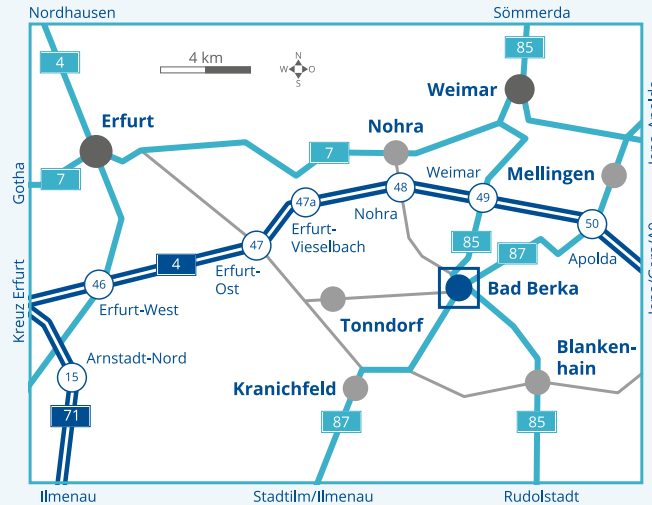 Nordhausen
Sömmerda
4
85
4 km
N
W
O
S
Weimar
Erfurt
Nohra
7
7
Gotha
Weimar
Mellingen
47a
48
49
50
Nohra
Erfurt-
Vieselbach
47
85
87
Apolda
4
Erfurt-
Ost
46
Erfurt-West
Bad Berka
Kreuz Erfurt
Tonndorf
Arnstadt-Nord
15
Blanken-
hain
Kranichfeld
71
87
85
Ilmenau
Stadtilm/Ilmenau
Rudolstadt